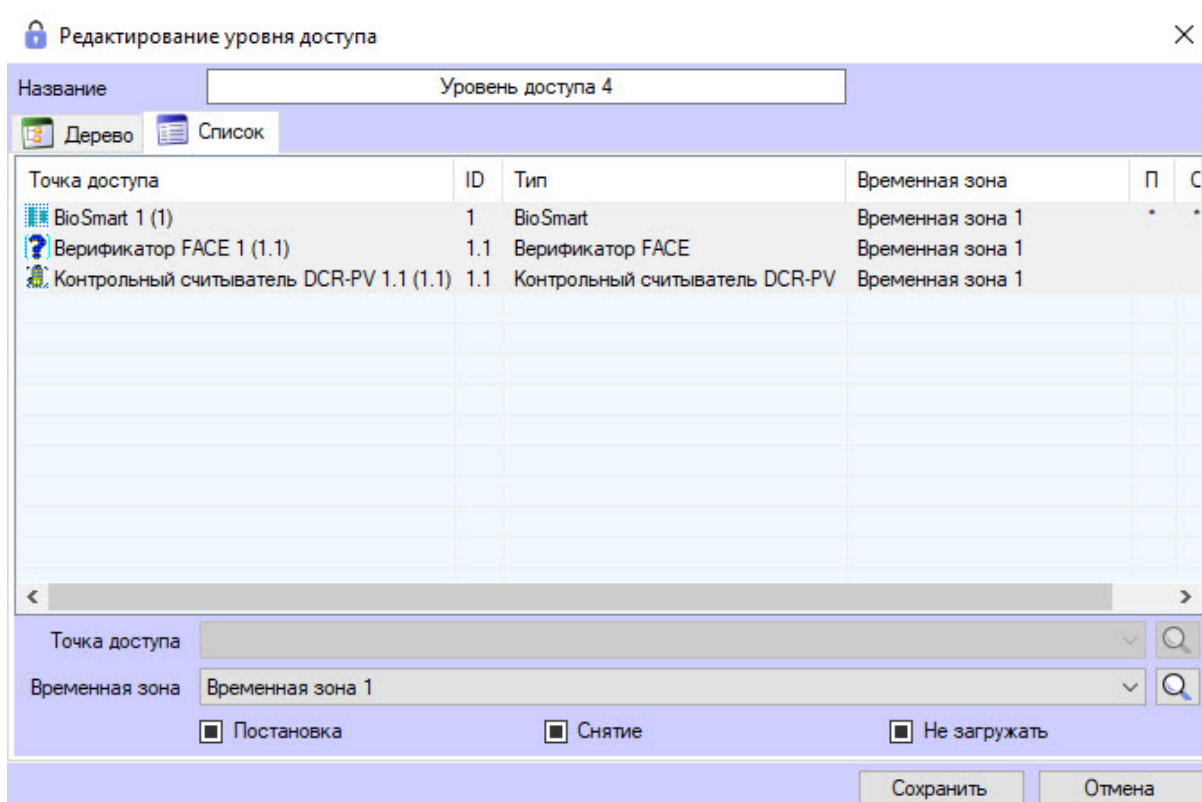 Редактирование уровня доступа
Название Уровень доступа 4
Дерево Список
Точка доступа ID Тип Временная зона П С
BioSmart 1 (1) 1 BioSmart Временная зона 1 * *
Верификатор FACE 1 (1.1) 1.1 Верификатор FACE Временная зона 1
Контрольный считыватель DCR-PV 1.1 (1.1) 1.1 Контрольный считыватель DCR-PV Временная зона 1
Точка доступа
Временная зона Временная зона 1
Постановка Снятие Не загружать
Сохранить Отмена